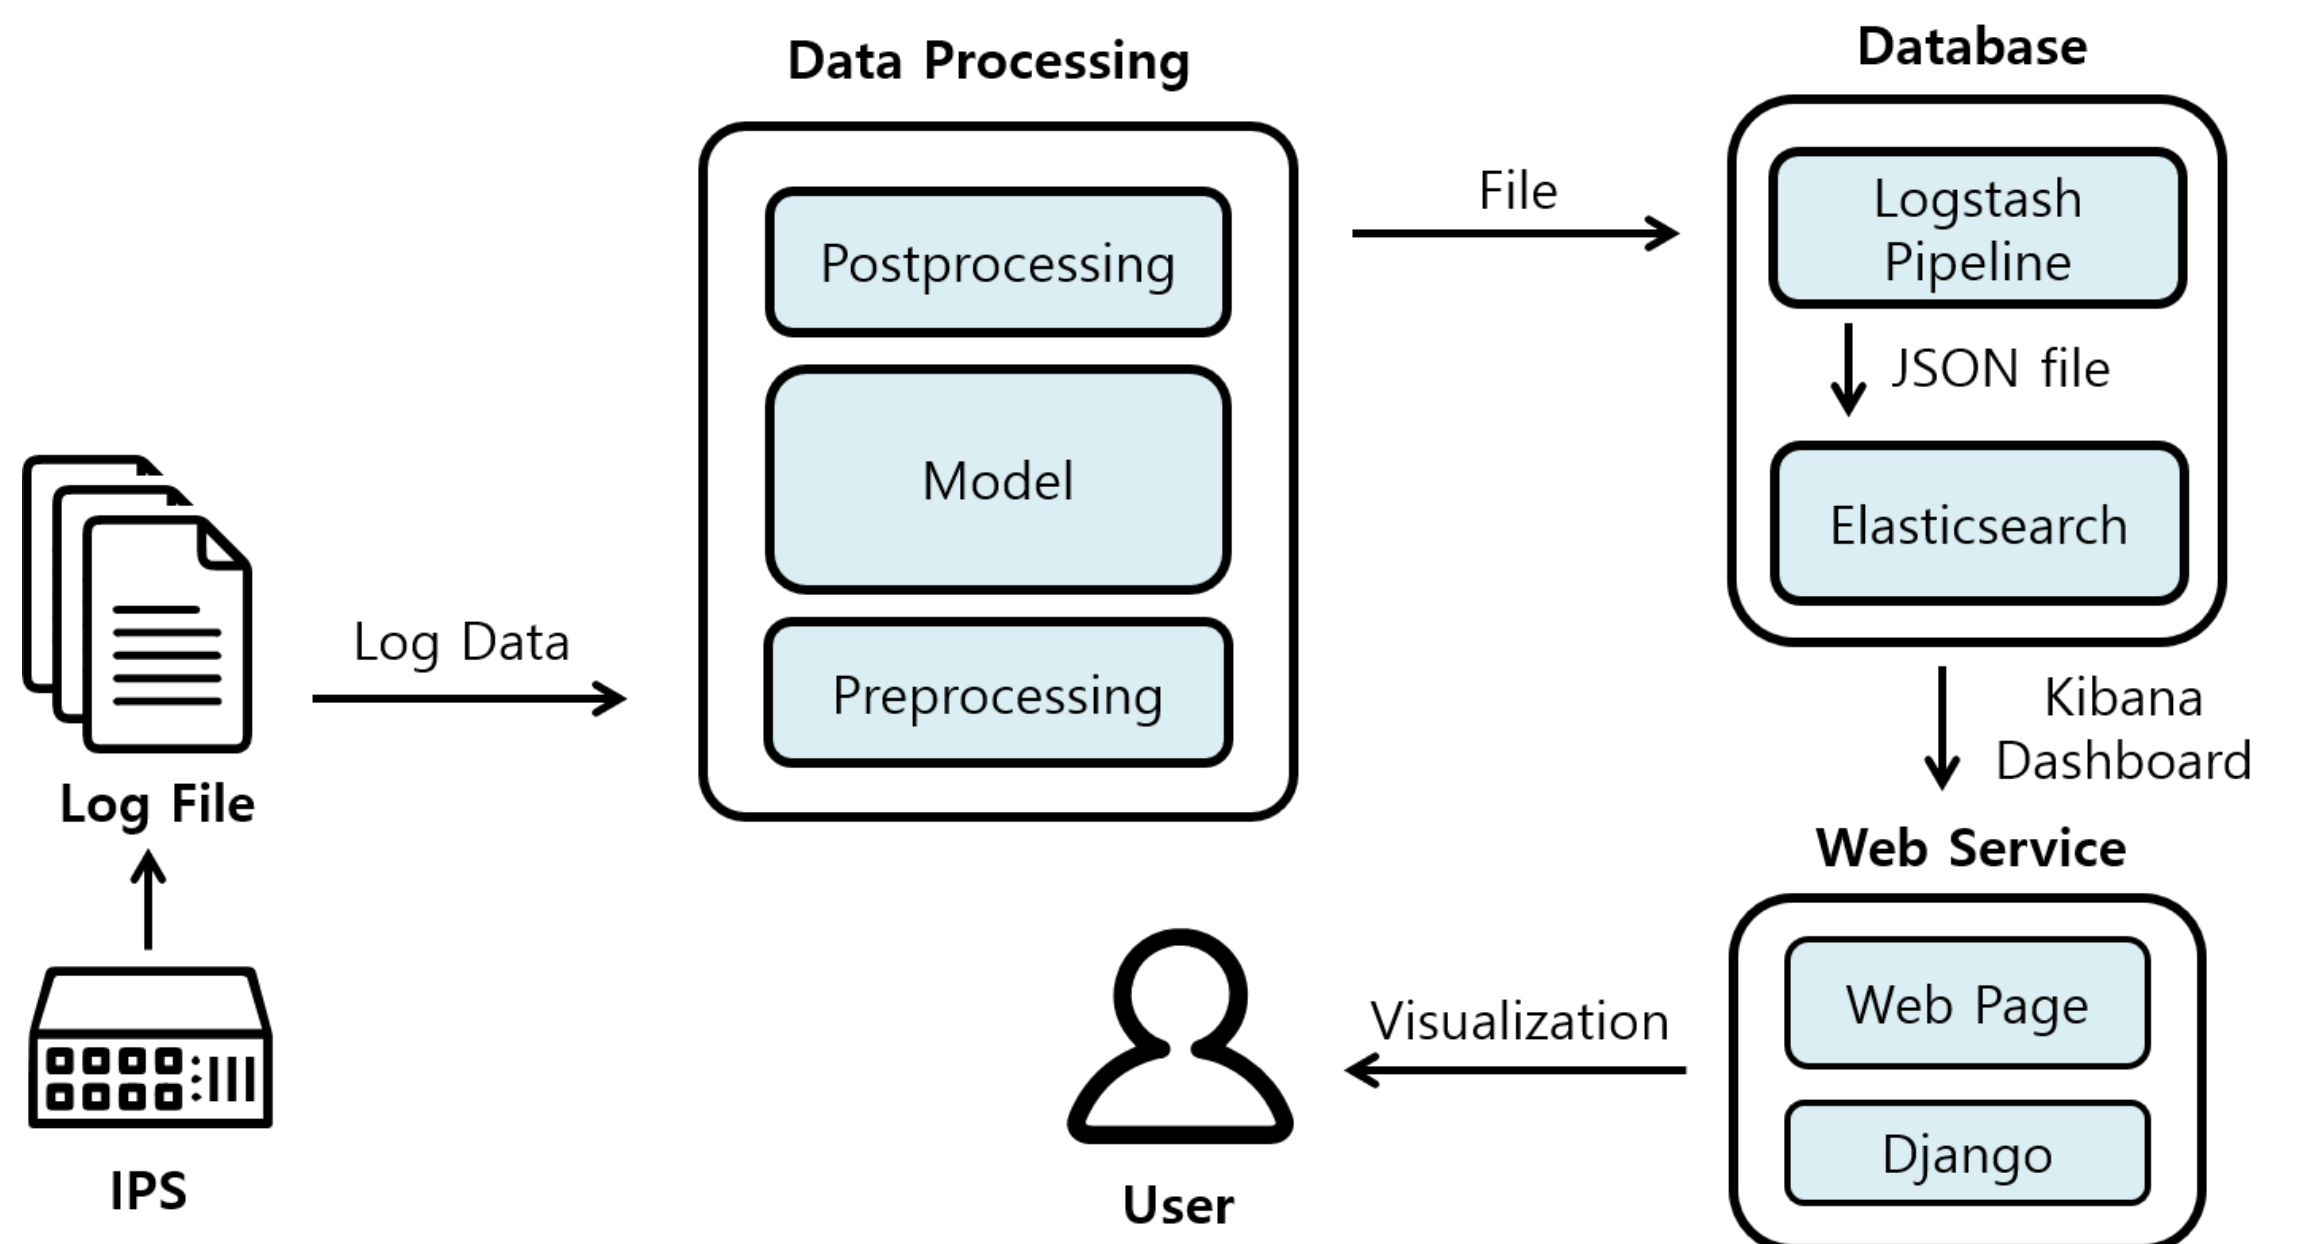 Data Processing
Postprocessing
Model
Preprocessing
Log Data
Log File
IPS
File
Database
Logstash
Pipeline
JSON file
Elasticsearch
Kibana
Dashboard
Web Service
Web Page
Django
Visualization
User